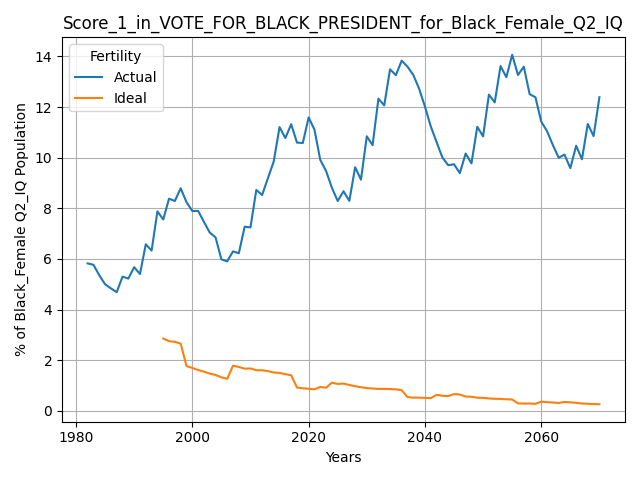 Score_1_in_VOTE_FOR_BLACK_PRESIDENT_for_Black_Female_Q2_IQ
Fertility
Actual
Ideal
% of Black_Female Q2_IQ Population
14
12
10
8
6
4
2
0
1980
2000
2020
2040
2060
Years